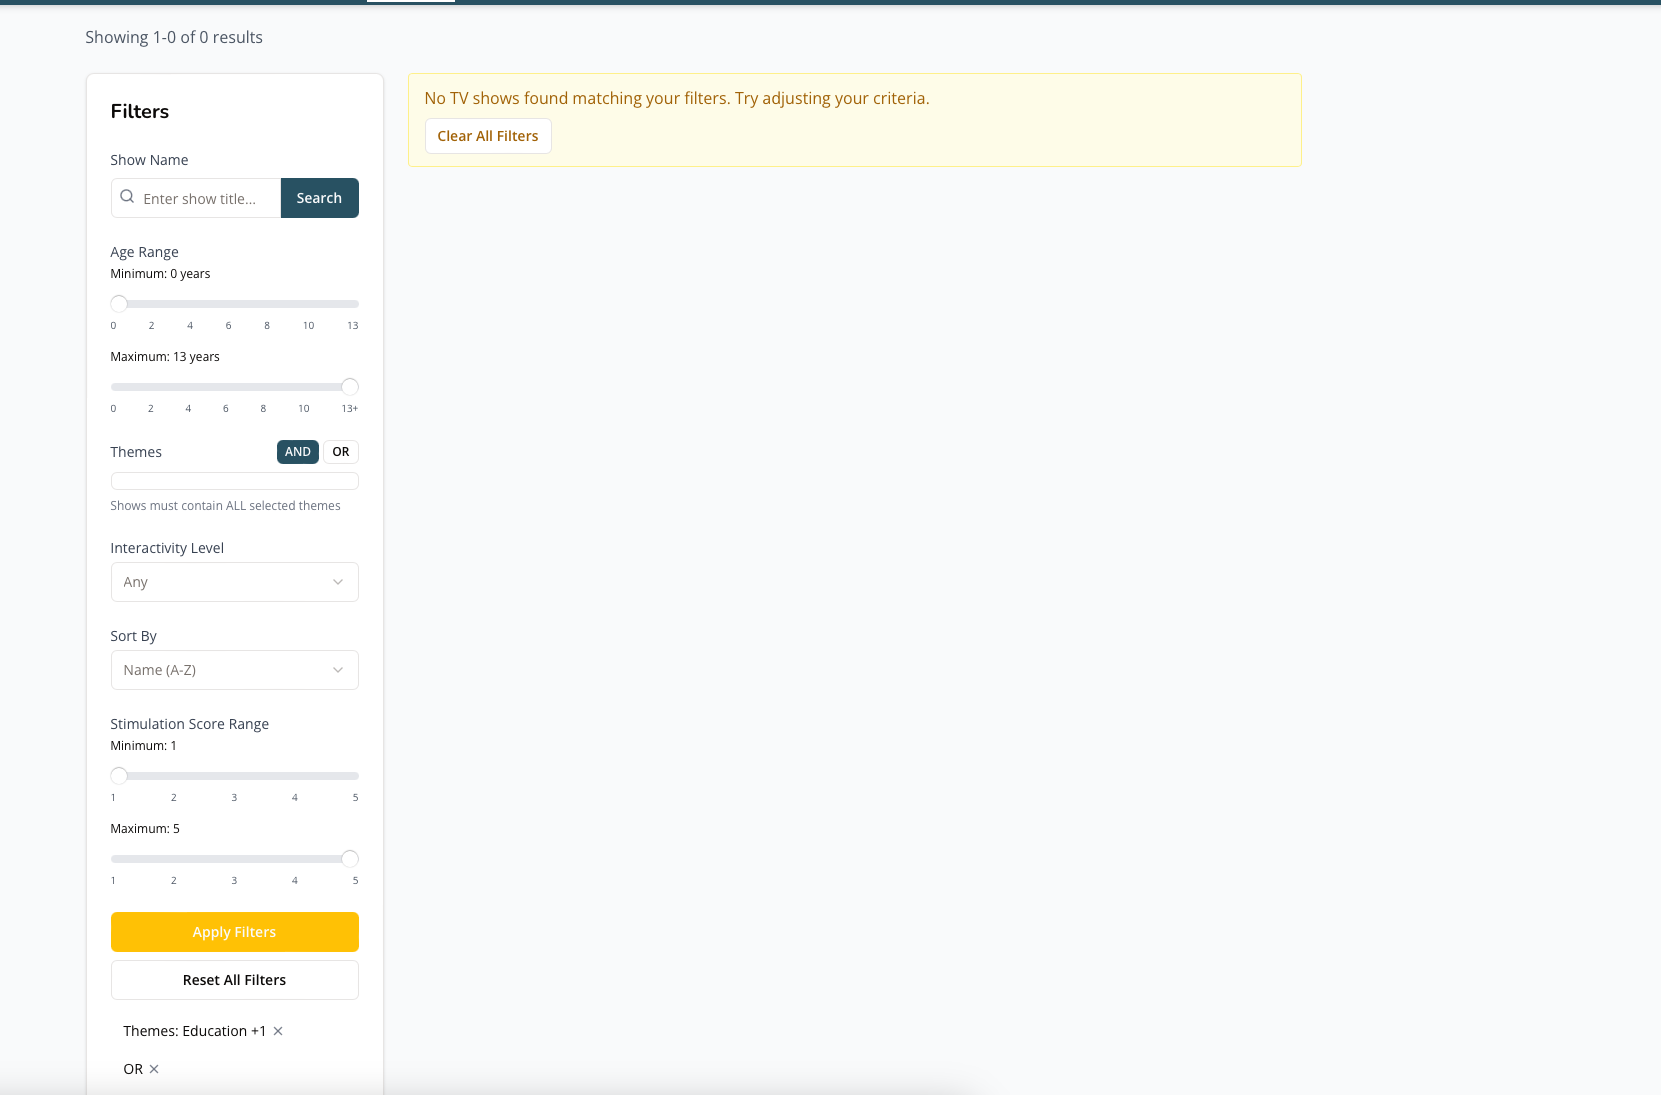 Showing 1-0 of 0 results
Filters
Show Name
Enter show title...
Search
Age Range
Minimum: 0 years
0 2 4 6 8 10 13
Maximum: 13 years
0 2 4 6 8 10 13+
Themes AND OR
Shows must contain ALL selected themes
Interactivity Level
Any
Sort By
Name (A-Z)
Stimulation Score Range
Minimum: 1
1 2 3 4 5
Maximum: 5
1 2 3 4 5
Apply Filters
Reset All Filters
Themes: Education +1 ×
OR ×
No TV shows found matching your filters. Try adjusting your criteria.
Clear All Filters